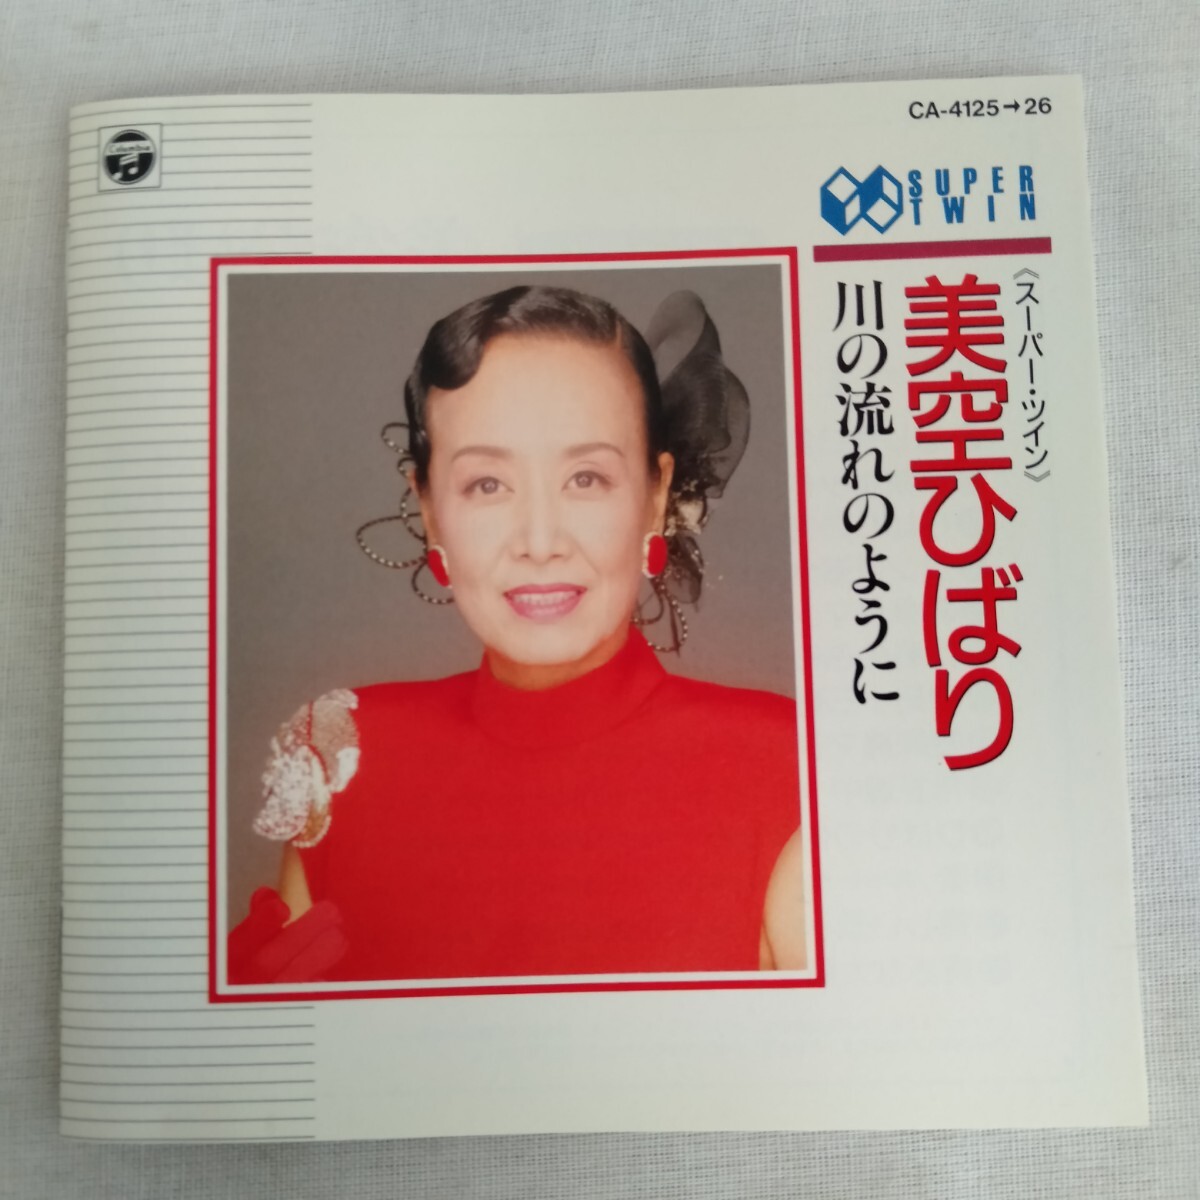 Columbia
CA-4125→26
SUPER
TWIN
《スーパー・ツイン》
美空ひばり
川の流れのように